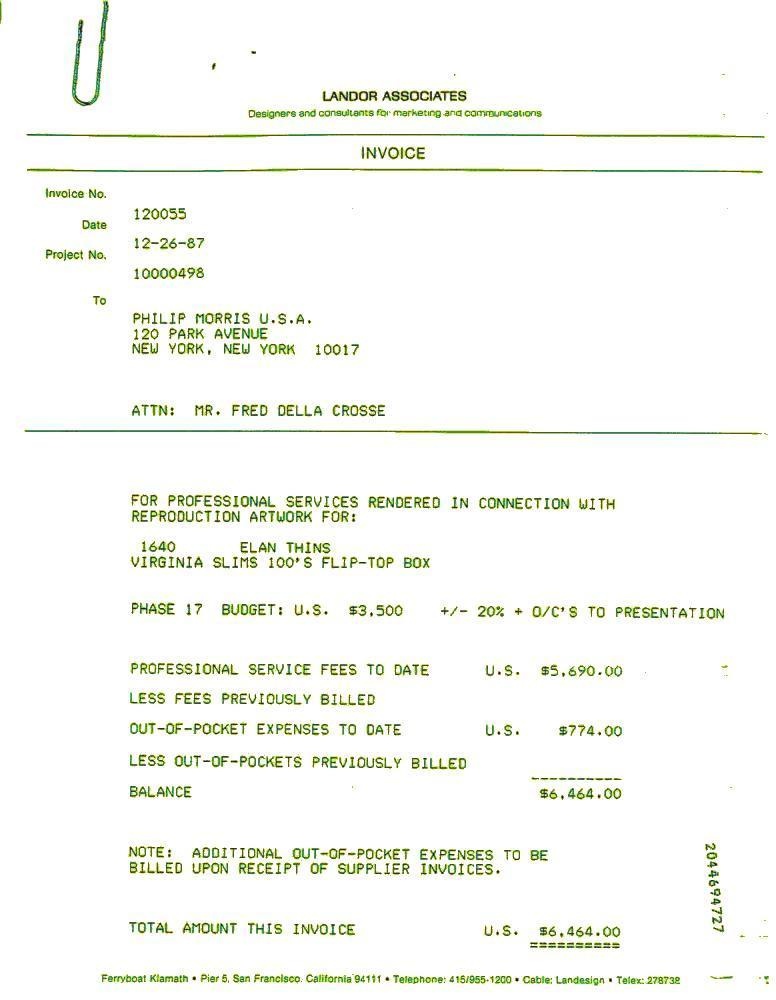 LANDOR ASSOCIATES
Designers and consultants for marketing and communications
INVOICE
Invoice No.
120055
Date
12-26-87
Project No.
10000498
To
PHILIP MORRIS U.S.A.
120 PARK AVENUE
NEW YORK, NEW YORK 10017
ATTN: MR. FRED DELLA CROSSE
FOR PROFESSIONAL SERVICES RENDERED IN CONNECTION WITH
REPRODUCTION ARTWORK FOR:
1640 ELAN THINS
VIRGINIA SLIMS 100'S FLIP-TOP BOX
PHASE 17 BUDGET: U.S. $3,500 +/- 20% + O/C'S TO PRESENTATION
PROFESSIONAL SERVICE FEES TO DATE U.S. $5,690.00
LESS FEES PREVIOUSLY BILLED
OUT-OF-POCKET EXPENSES TO DATE U.S. $774.00
LESS OUT-OF-POCKETS PREVIOUSLY BILLED
----------
BALANCE $6,464.00
NOTE: ADDITIONAL OUT-OF-POCKET EXPENSES TO BE
BILLED UPON RECEIPT OF SUPPLIER INVOICES.
2044694727
TOTAL AMOUNT THIS INVOICE U.S. $6,464.00
==========
Ferryboat Klamath • Pier 5, San Francisco, California 94111 • Telephone: 415/955-1200 • Cable: Landesign • Telex: 278732